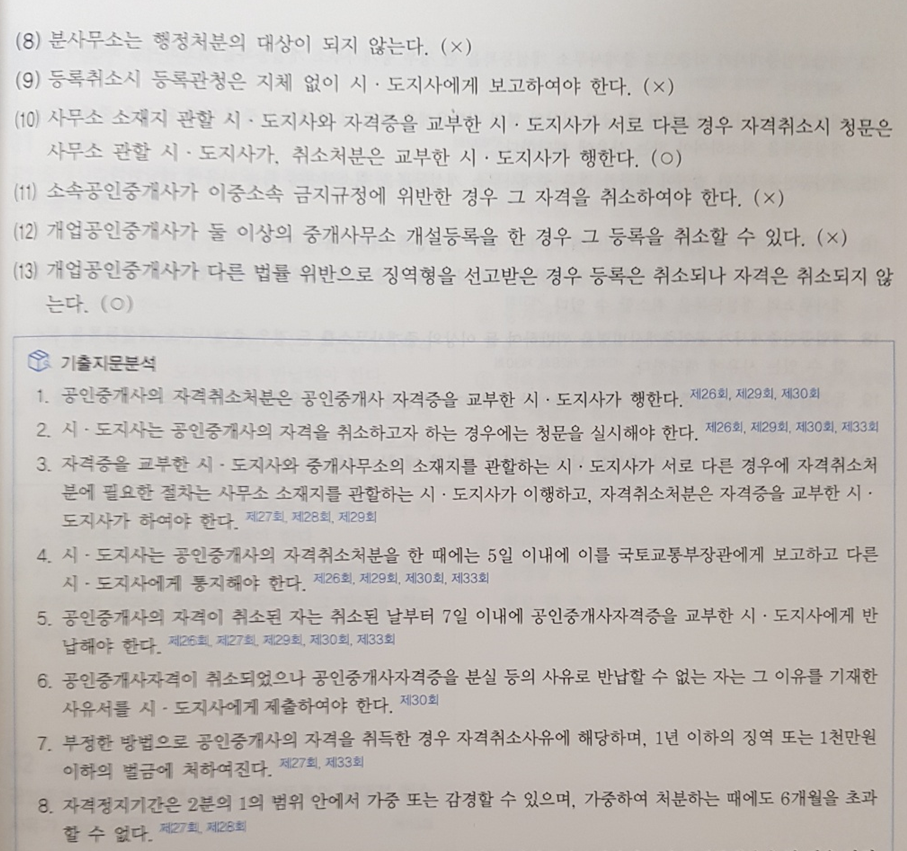 (8) 분사무소는 행정처분의 대상이 되지 않는다. (×)
(9) 등록취소시 등록관청은 지체 없이 시·도지사에게 보고하여야 한다. (×)
(10) 사무소 소재지 관할 시·도지사와 자격증을 교부한 시·도지사가 서로 다른 경우 자격취소시 청문은
사무소 관할 시·도지사가, 취소처분은 교부한 시·도지사가 행한다. (○)
(11) 소속공인중개사가 이중소속 금지규정에 위반한 경우 그 자격을 취소하여야 한다. (×)
(12) 개업공인중개사가 둘 이상의 중개사무소 개설등록을 한 경우 그 등록을 취소할 수 있다. (×)
(13) 개업공인중개사가 다른 법률 위반으로 징역형을 선고받은 경우 등록은 취소되나 자격은 취소되지 않
는다. (○)
기출지문분석
1. 공인중개사의 자격취소처분은 공인중개사 자격증을 교부한 시·도지사가 행한다. 제26회, 제29회, 제30회
2. 시·도지사는 공인중개사의 자격을 취소하고자 하는 경우에는 청문을 실시해야 한다. 제26회, 제29회, 제30회, 제33회
3. 자격증을 교부한 시·도지사와 중개사무소의 소재지를 관할하는 시·도지사가 서로 다른 경우에 자격취소처
분에 필요한 절차는 사무소 소재지를 관할하는 시·도지사가 이행하고, 자격취소처분은 자격증을 교부한 시·
도지사가 하여야 한다. 제27회, 제28회, 제29회
4. 시·도지사는 공인중개사의 자격취소처분을 한 때에는 5일 이내에 이를 국토교통부장관에게 보고하고 다른
시·도지사에게 통지해야 한다. 제26회, 제29회, 제30회, 제33회
5. 공인중개사의 자격이 취소된 자는 취소된 날부터 7일 이내에 공인중개사자격증을 교부한 시·도지사에게 반
납해야 한다. 제26회, 제27회, 제29회, 제30회, 제33회
6. 공인중개사자격이 취소되었으나 공인중개사자격증을 분실 등의 사유로 반납할 수 없는 자는 그 이유를 기재한
사유서를 시·도지사에게 제출하여야 한다. 제30회
7. 부정한 방법으로 공인중개사의 자격을 취득한 경우 자격취소사유에 해당하며, 1년 이하의 징역 또는 1천만원
이하의 벌금에 처하여진다. 제27회, 제33회
8. 자격정지기간은 2분의 1의 범위 안에서 가중 또는 감경할 수 있으며, 가중하여 처분하는 때에도 6개월을 초과
할 수 없다. 제27회, 제28회